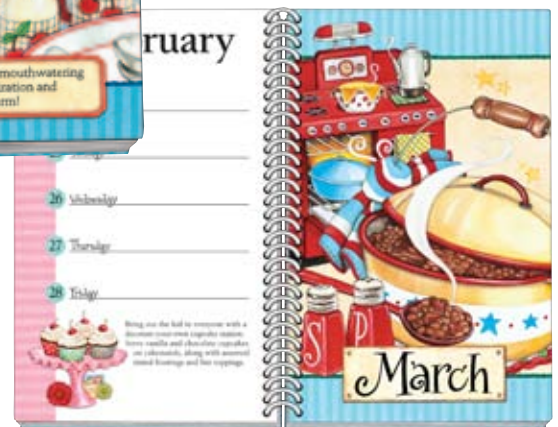 mouthwatering
ration and
rm!
ruary
26 Wednesday
27 Thursday
28 Friday
Bring out the kid in everyone with a
decorate-your-own cupcake station.
Serve vanilla and chocolate cupcakes
on cakestands, along with assorted
tinted frostings and fun toppings.
S
S P
March